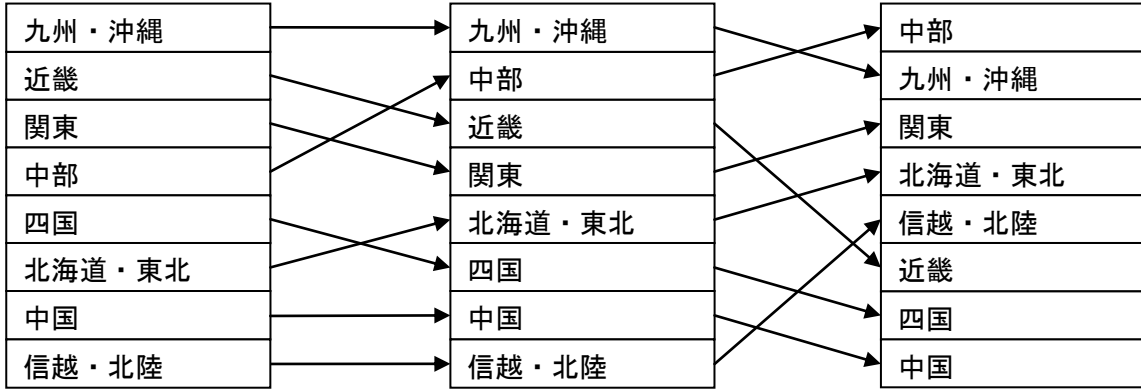 九州・沖縄
近畿
関東
中部
四国
北海道・東北
中国
信越・北陸
九州・沖縄
中部
近畿
関東
北海道・東北
四国
中国
信越・北陸
中部
九州・沖縄
関東
北海道・東北
信越・北陸
近畿
四国
中国